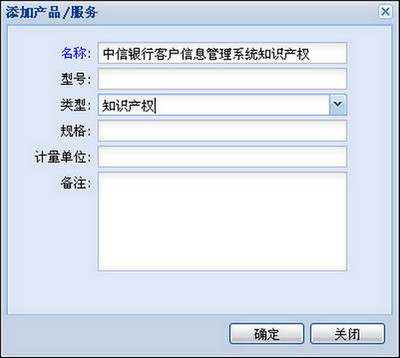 添加产品/服务
名称: 中信银行客户信息管理系统知识产权
型号:
类型: 知识产权
规格:
计量单位:
备注:
确定 关闭